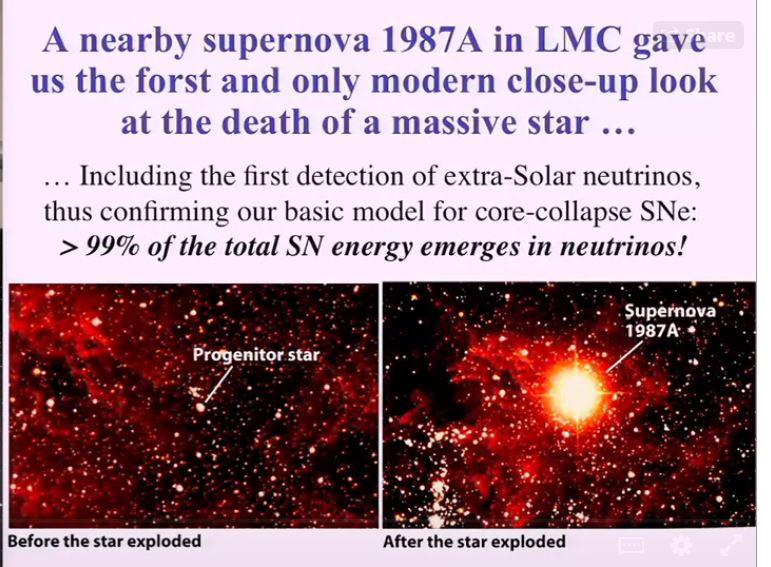 A nearby supernova 1987A in LMC gave
us the forst and only modern close-up look
at the death of a massive star …
… Including the first detection of extra-Solar neutrinos,
thus confirming our basic model for core-collapse SNe:
> 99% of the total SN energy emerges in neutrinos!
Share
Progenitor star
Supernova
1987A
Before the star exploded
After the star exploded